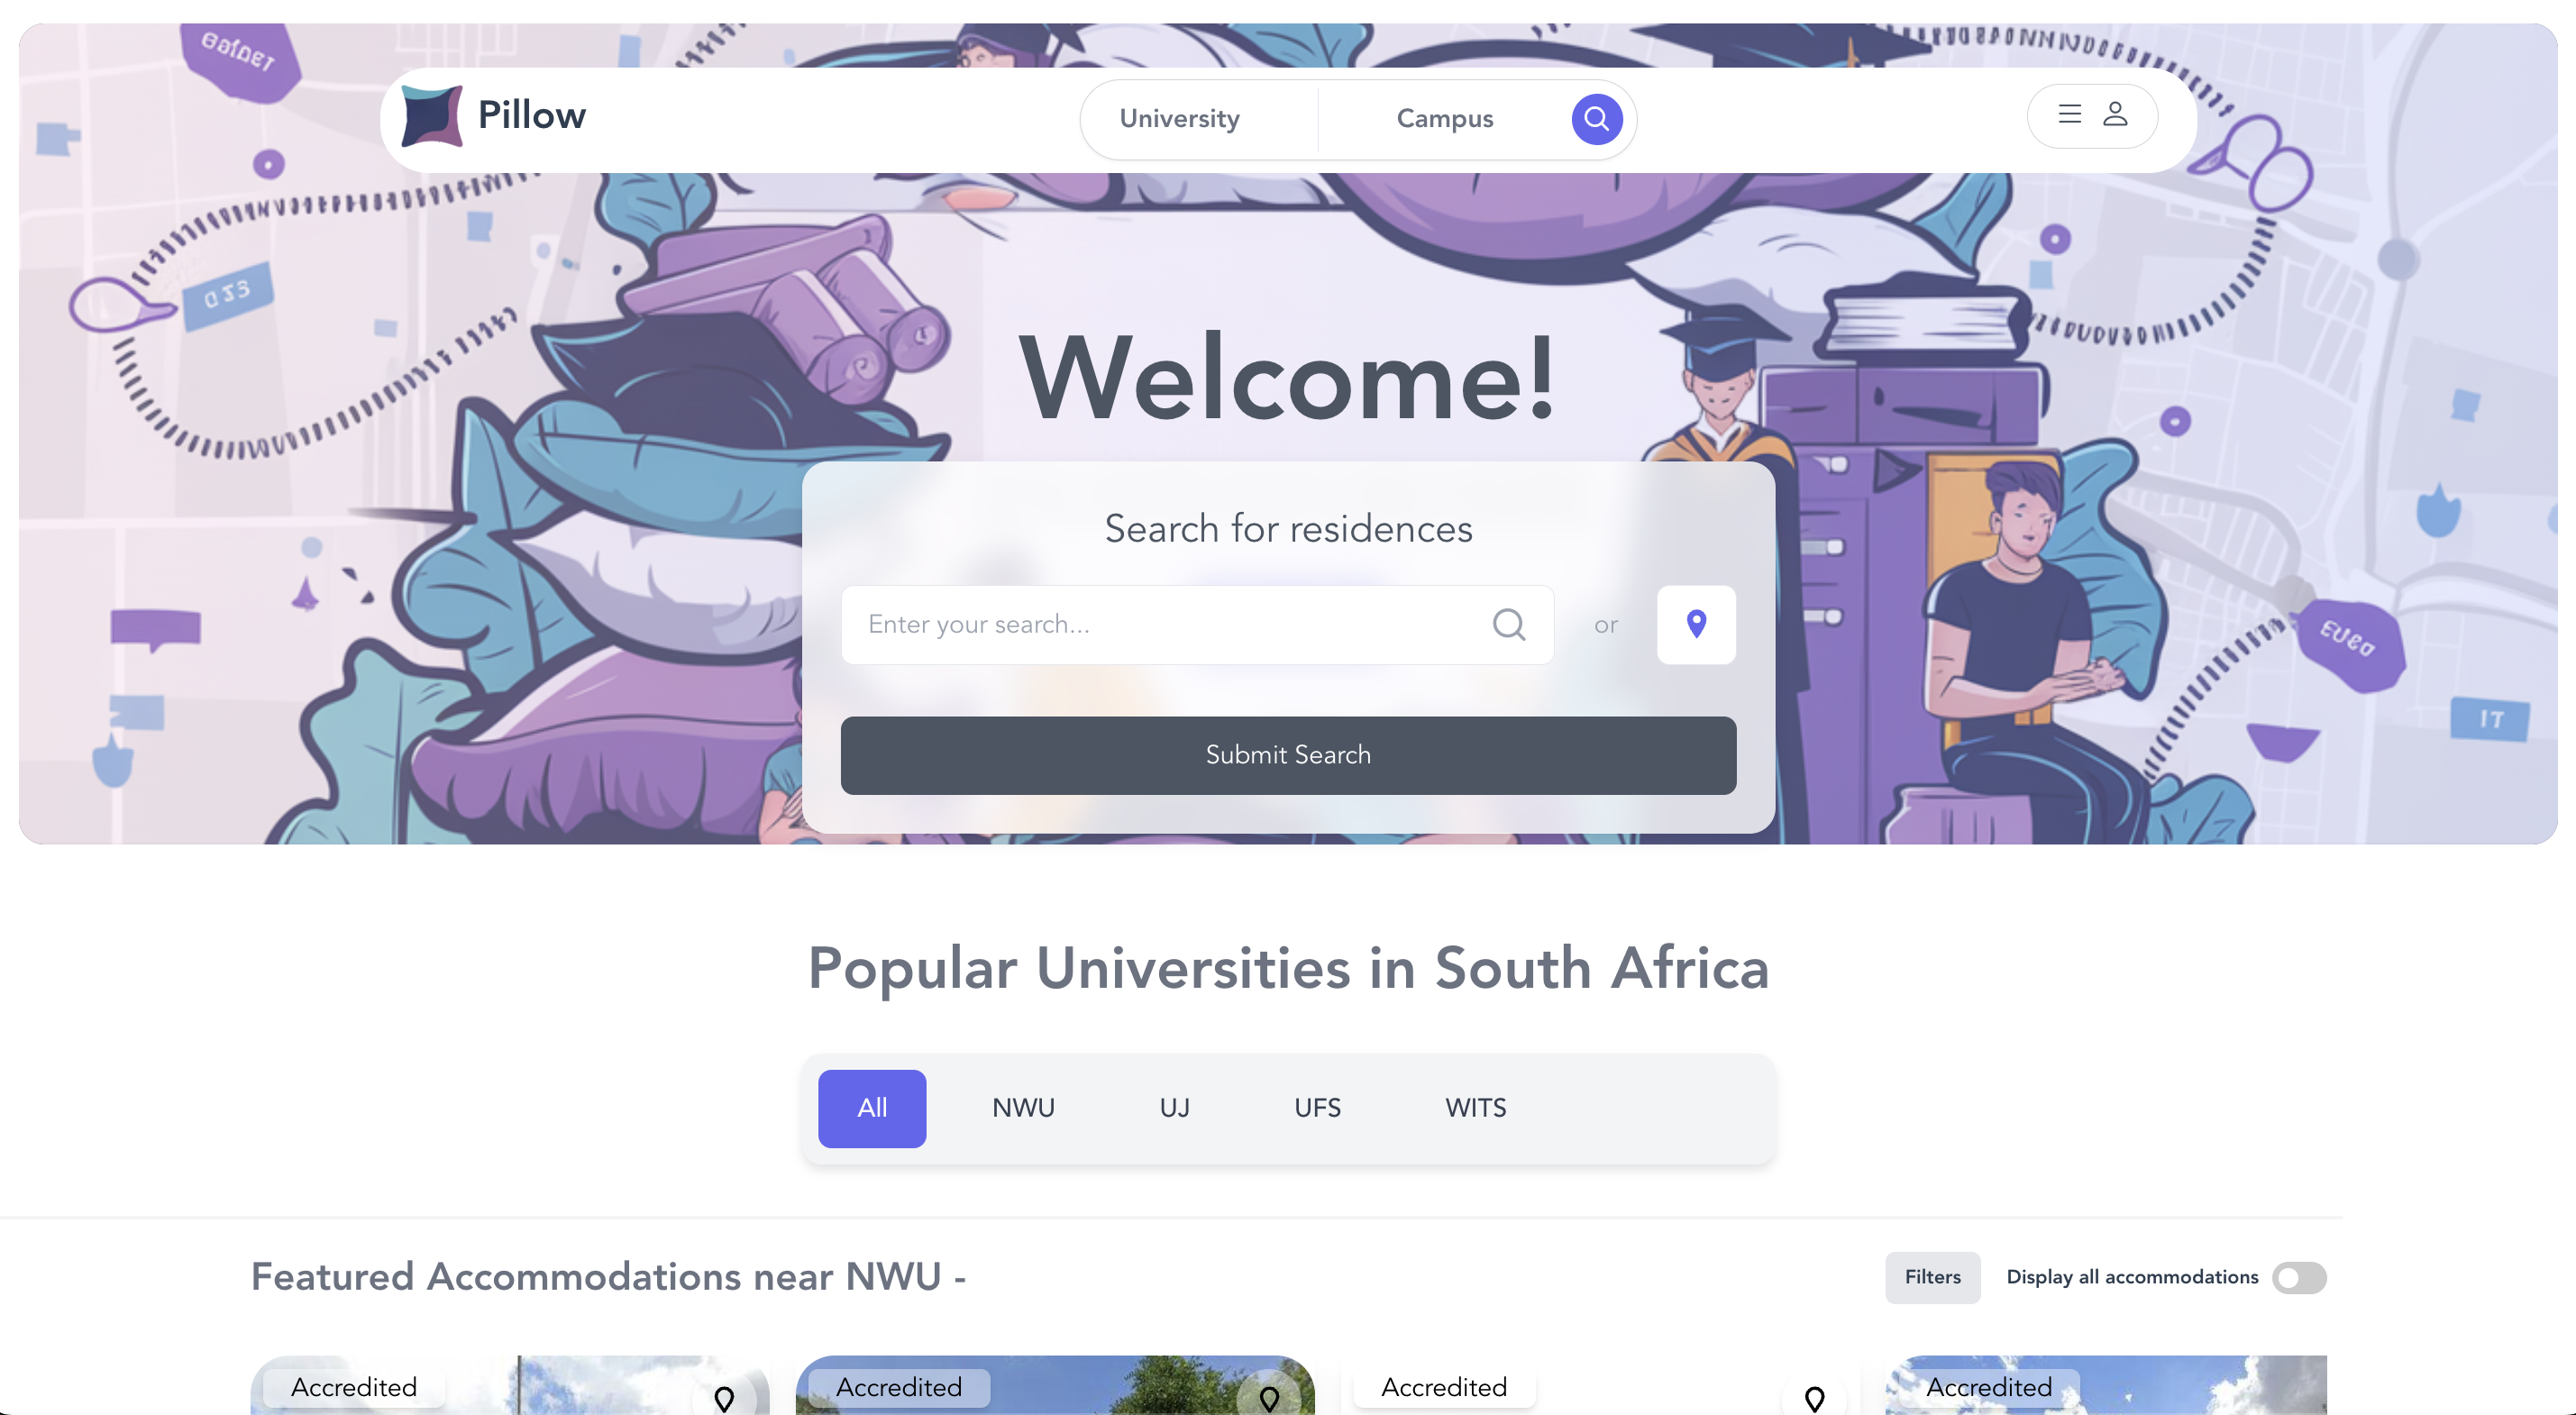 Pillow
University
Campus
Welcome!
Search for residences
Enter your search...
or
Submit Search
Popular Universities in South Africa
All
NWU
UJ
UFS
WITS
Featured Accommodations near NWU -
Filters
Display all accommodations
Accredited
Accredited
Accredited
Accredited